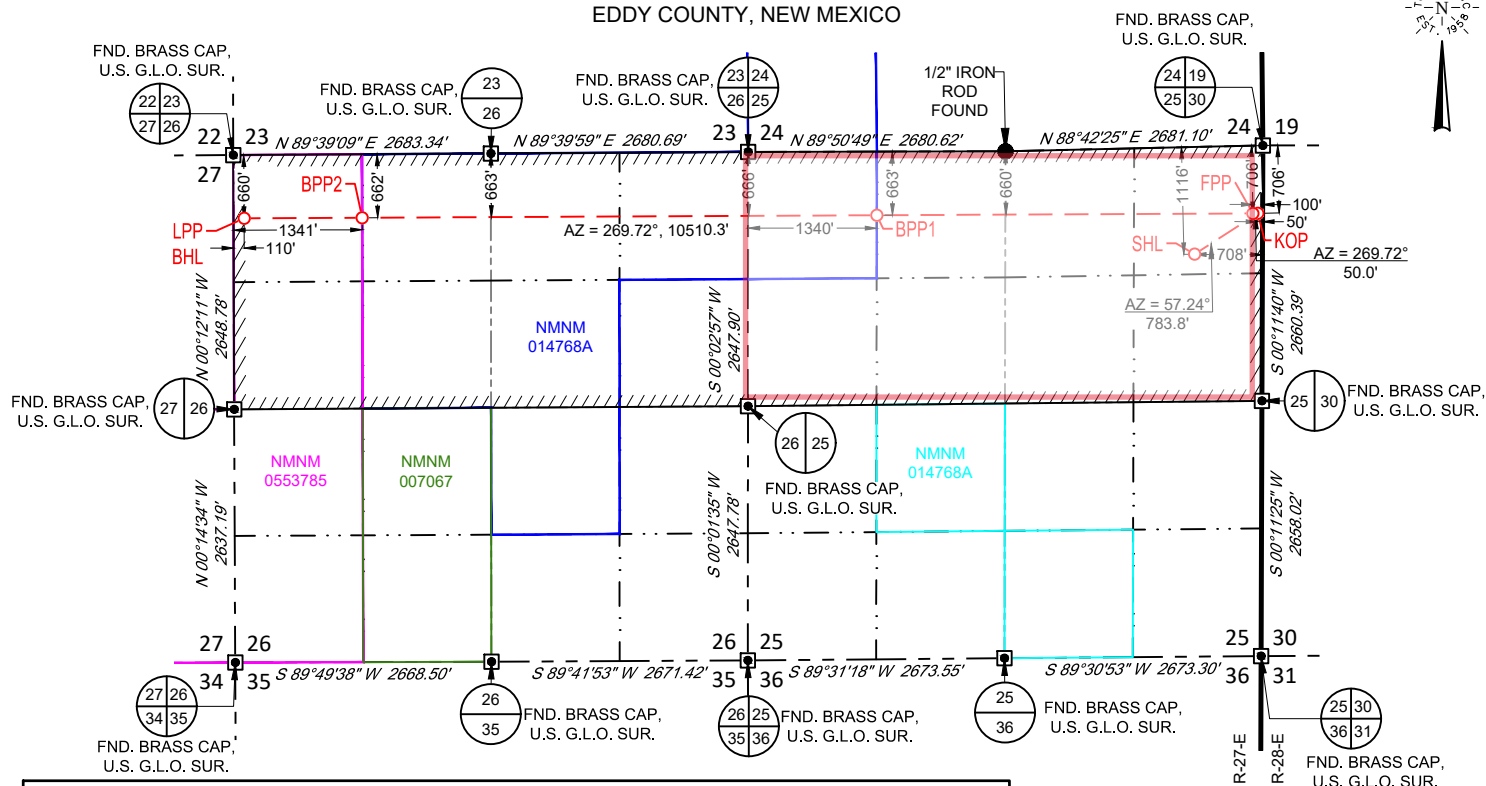 EDDY COUNTY, NEW MEXICO
N
EST. 1958
FND. BRASS CAP,
U.S. G.L.O. SUR.
22 23
27 26
FND. BRASS CAP,
U.S. G.L.O. SUR.
23
26
FND. BRASS CAP,
U.S. G.L.O. SUR.
23 24
26 25
1/2" IRON
ROD
FOUND
FND. BRASS CAP,
U.S. G.L.O. SUR.
24 19
25 30
22 23
27
N 89°39'09" E 2683.34'
N 89°39'59" E 2680.69'
23 24
N 89°50'49" E 2680.62'
N 88°42'25" E 2681.10'
24 19
660'
BPP2
662'
663'
666'
663'
660'
1116'
706'
706'
FPP
100'
50'
KOP
LPP
BHL
1341'
110'
AZ = 269.72°, 10510.3'
1340'
BPP1
SHL
708'
AZ = 269.72°
50.0'
AZ = 57.24°
783.8'
N 00°12'11" W
2648.78'
NMNM
014768A
S 00°02'57" W
2647.90'
S 00°11'40" W
2660.39'
FND. BRASS CAP,
U.S. G.L.O. SUR.
27 26
26 25
FND. BRASS CAP,
U.S. G.L.O. SUR.
25 30
FND. BRASS CAP,
U.S. G.L.O. SUR.
NMNM
0553785
NMNM
007067
NMNM
014768A
N 00°14'34" W
2637.19'
S 00°01'35" W
2647.78'
S 00°11'25" W
2658.02'
27 26
34 35
S 89°49'38" W 2668.50'
S 89°41'53" W 2671.42'
26 25
35 36
S 89°31'18" W 2673.55'
S 89°30'53" W 2673.30'
25 30
36 31
27 26
34 35
FND. BRASS CAP,
U.S. G.L.O. SUR.
26
35
FND. BRASS CAP,
U.S. G.L.O. SUR.
26 25
35 36
FND. BRASS CAP,
U.S. G.L.O. SUR.
25
36
FND. BRASS CAP,
U.S. G.L.O. SUR.
25 30
36 31
FND. BRASS CAP,
U.S. G.L.O. SUR.
R-27-E
R-28-E